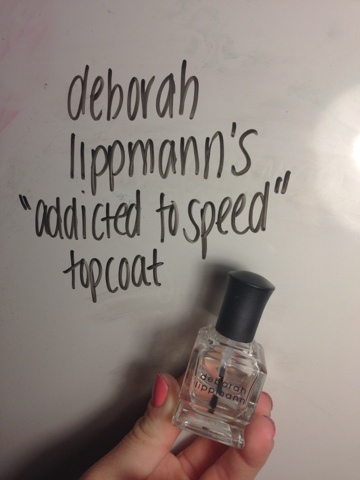 deborah
lippmann's
"addicted to speed"
topcoat
deborah
lippmann